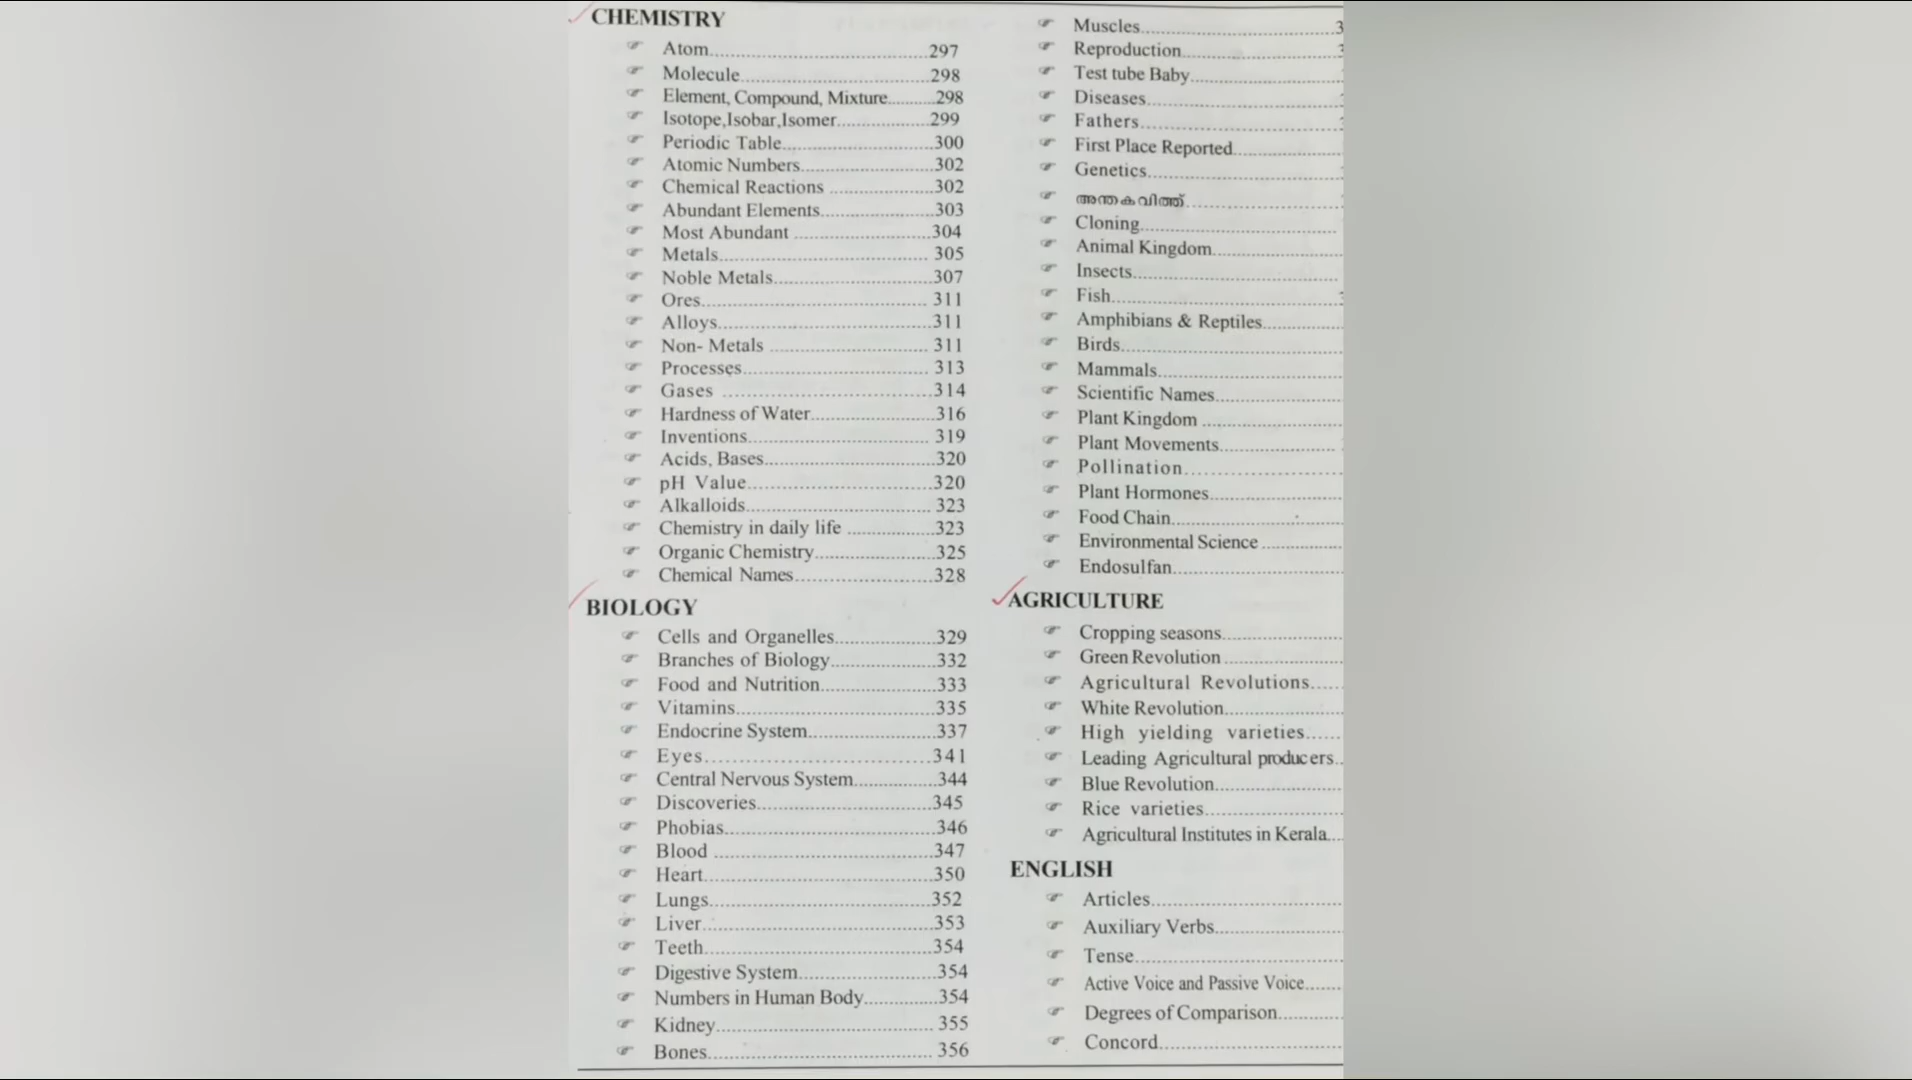 CHEMISTRY
Atom..........297
Molecule..........298
Element, Compound, Mixture..........298
Isotope,Isobar,Isomer..........299
Periodic Table..........300
Atomic Numbers..........302
Chemical Reactions ..........302
Abundant Elements..........303
Most Abundant ..........304
Metals.......... 305
Noble Metals..........307
Ores.......... 311
Alloys..........311
Non- Metals .......... 311
Processes.......... 313
Gases ..........314
Hardness of Water..........316
Inventions.......... 319
Acids, Bases..........320
pH Value..........320
Alkalloids.......... 323
Chemistry in daily life ..........323
Organic Chemistry..........325
Chemical Names..........328
BIOLOGY
Cells and Organelles..........329
Branches of Biology..........332
Food and Nutrition..........333
Vitamins..........335
Endocrine System..........337
Eyes..........341
Central Nervous System..........344
Discoveries..........345
Phobias..........346
Blood ..........347
Heart..........350
Lungs..........352
Liver..........353
Teeth..........354
Digestive System..........354
Numbers in Human Body..........354
Kidney.......... 355
Bones.......... 356
Muscles..........3
Reproduction..........
Test tube Baby..........
Diseases..........
Fathers..........
First Place Reported..........
Genetics..........
അന്തകവിത്ത്..........
Cloning..........
Animal Kingdom..........
Insects..........
Fish..........
Amphibians & Reptiles..........
Birds..........
Mammals..........
Scientific Names..........
Plant Kingdom ..........
Plant Movements..........
Pollination..........
Plant Hormones..........
Food Chain..........
Environmental Science ..........
Endosulfan..........
AGRICULTURE
Cropping seasons..........
Green Revolution ..........
Agricultural Revolutions.....
White Revolution..........
High yielding varieties......
Leading Agricultural producers..
Blue Revolution..........
Rice varieties..........
Agricultural Institutes in Kerala....
ENGLISH
Articles..........
Auxiliary Verbs..........
Tense..........
Active Voice and Passive Voice.......
Degrees of Comparison..........
Concord..........